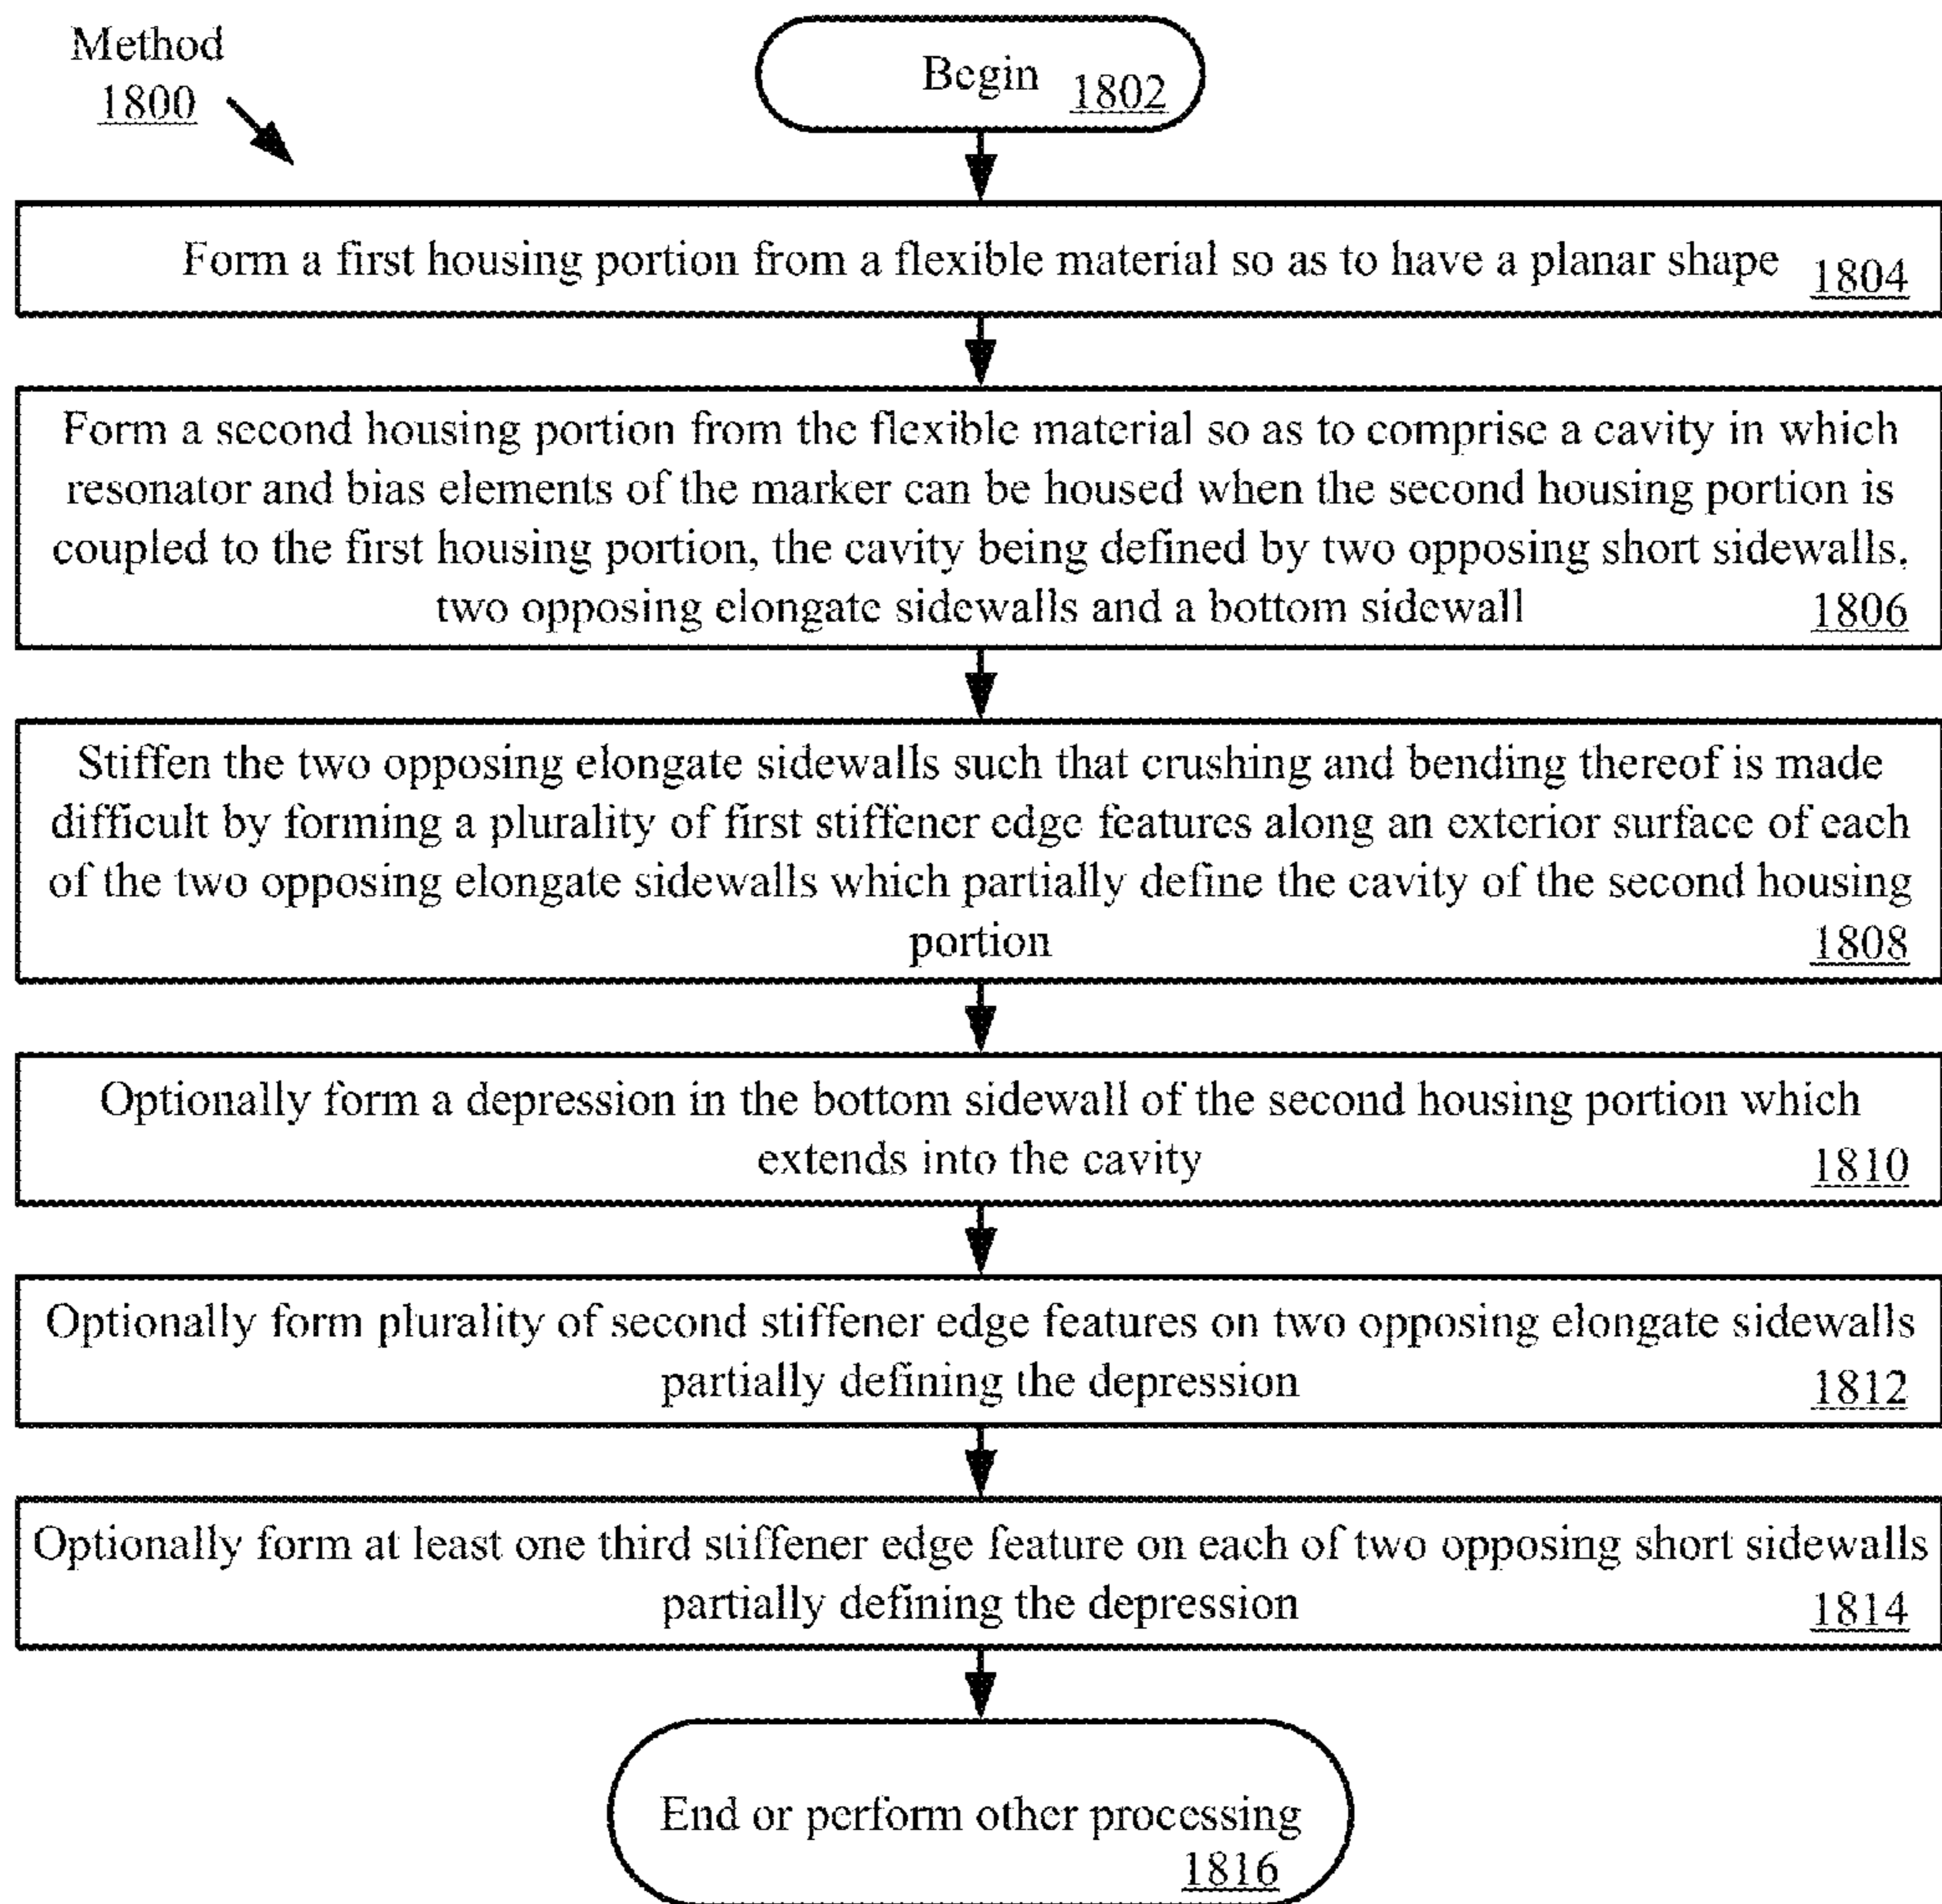 Method
1800
Begin 1802
Form a first housing portion from a flexible material so as to have a planar shape 1804
Form a second housing portion from the flexible material so as to comprise a cavity in which
resonator and bias elements of the marker can be housed when the second housing portion is
coupled to the first housing portion, the cavity being defined by two opposing short sidewalls,
two opposing elongate sidewalls and a bottom sidewall 1806
Stiffen the two opposing elongate sidewalls such that crushing and bending thereof is made
difficult by forming a plurality of first stiffener edge features along an exterior surface of each
of the two opposing elongate sidewalls which partially define the cavity of the second housing
portion 1808
Optionally form a depression in the bottom sidewall of the second housing portion which
extends into the cavity 1810
Optionally form plurality of second stiffener edge features on two opposing elongate sidewalls
partially defining the depression 1812
Optionally form at least one third stiffener edge feature on each of two opposing short sidewalls
partially defining the depression 1814
End or perform other processing
1816